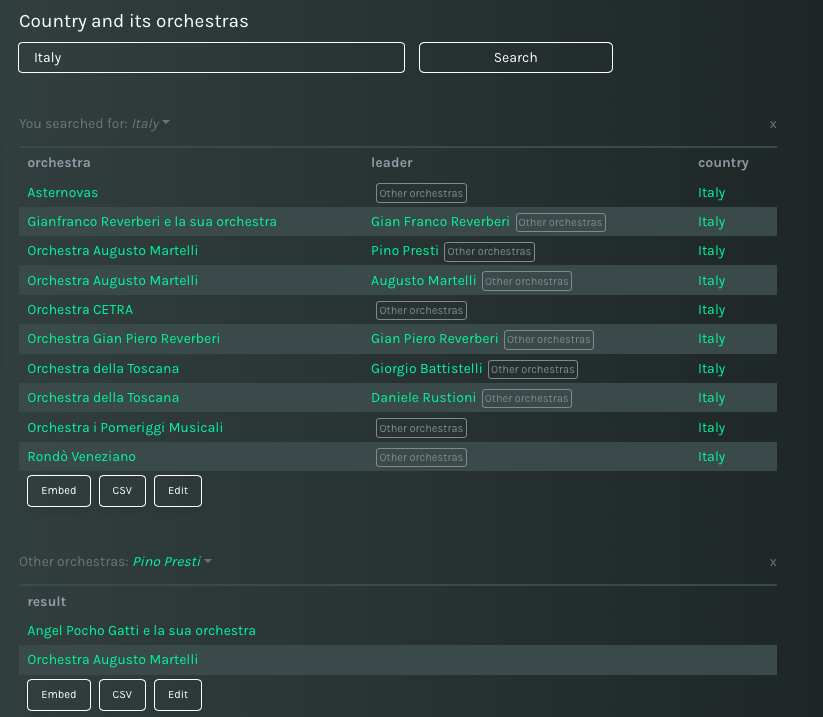 Country and its orchestras
Italy Search
You searched for: Italy x
orchestra leader country
Asternovas Other orchestras Italy
Gianfranco Reverberi e la sua orchestra Gian Franco Reverberi Other orchestras Italy
Orchestra Augusto Martelli Pino Presti Other orchestras Italy
Orchestra Augusto Martelli Augusto Martelli Other orchestras Italy
Orchestra CETRA Other orchestras Italy
Orchestra Gian Piero Reverberi Gian Piero Reverberi Other orchestras Italy
Orchestra della Toscana Giorgio Battistelli Other orchestras Italy
Orchestra della Toscana Daniele Rustioni Other orchestras Italy
Orchestra i Pomeriggi Musicali Other orchestras Italy
Rondò Veneziano Other orchestras Italy
Embed CSV Edit
Other orchestras: Pino Presti x
result
Angel Pocho Gatti e la sua orchestra
Orchestra Augusto Martelli
Embed CSV Edit